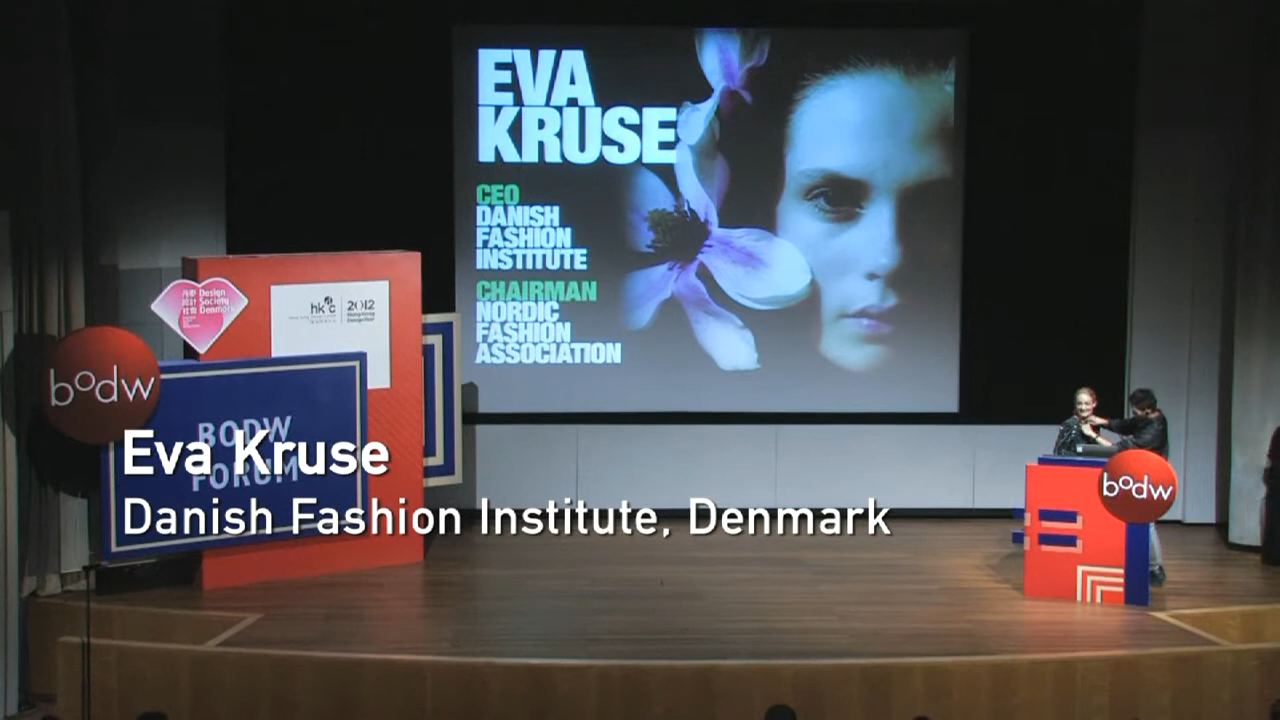 EVA
KRUSE
CEO
DANISH
FASHION
INSTITUTE
CHAIRMAN
NORDIC
FASHION
ASSOCIATION
Design
Society
Denmark
2012
bodw
BODW
FORUM
Eva Kruse
Danish Fashion Institute, Denmark
bodw